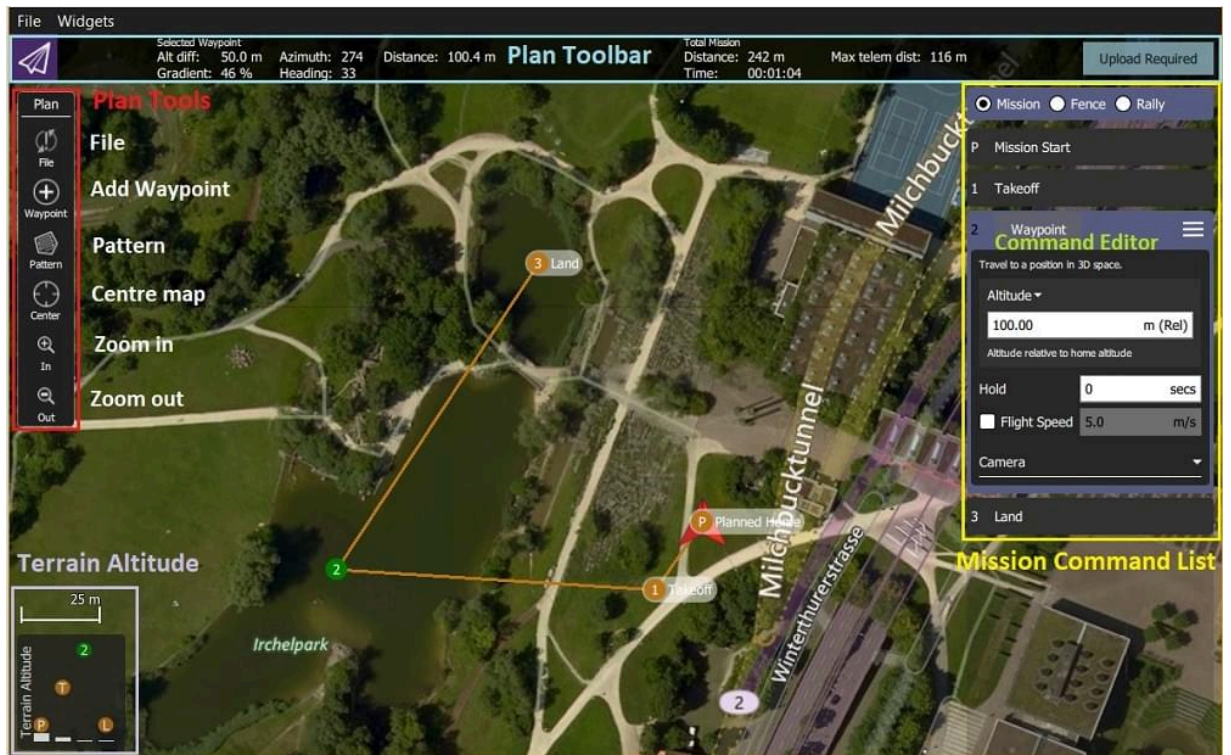 File Widgets
Selected Waypoint
Alt diff: 50.0 m Azimuth: 274 Distance: 100.4 m
Gradient: 46 % Heading: 33
Plan Toolbar
Total Mission
Distance: 242 m Max telem dist: 116 m
Time: 00:01:04
Upload Required
Plan
Plan Tools
File
File
Waypoint
Add Waypoint
Pattern
Pattern
Center
Centre map
In
Zoom in
Out
Zoom out
Mission Fence Rally
P Mission Start
1 Takeoff
2 Waypoint
Command Editor
Travel to a position in 3D space.
Altitude
100.00 m (Rel)
Altitude relative to home altitude
Hold 0 secs
Flight Speed 5.0 m/s
Camera
3 Land
Mission Command List
Milchbuckt
3 Land
Milchbucktunnel
P Planned Home
2
1 Takeoff
Winterthurerstrasse
Irchelpark
2
Terrain Altitude
25 m
Terrain Altitude
2
T
P
L